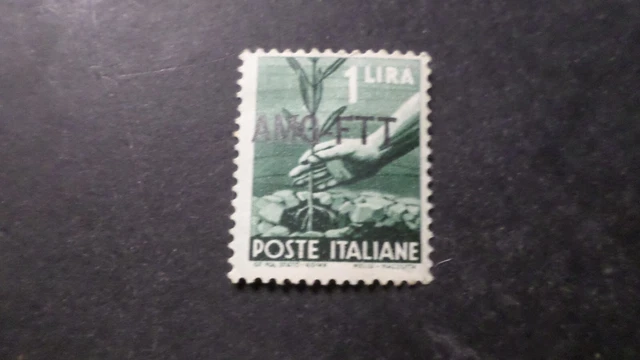 1 LIRA
AMG-FTT
POSTE ITALIANE